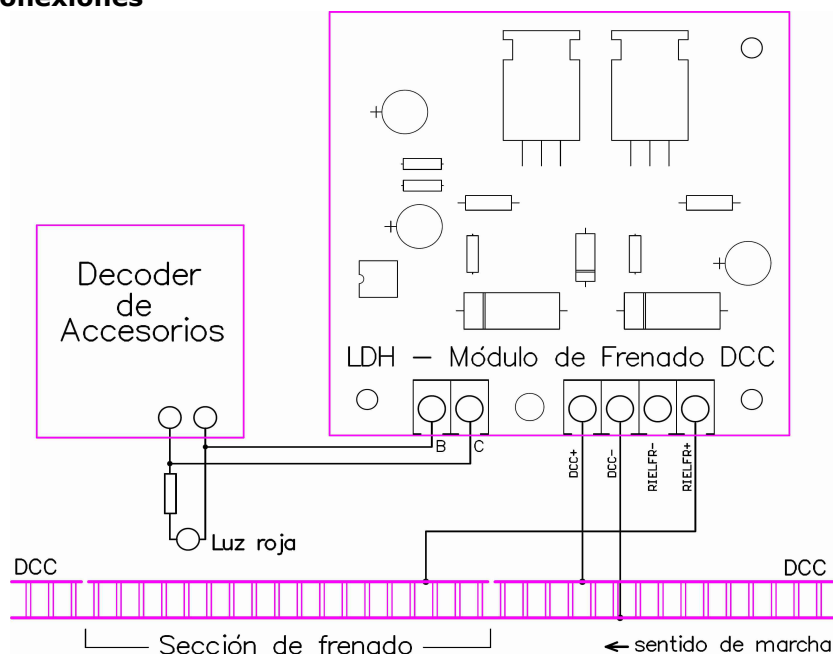 onexiones
Decoder
de
Accesorios
LDH – Módulo de Frenado DCC
B
C
DCC+
DCC-
RIELFR-
RIELFR+
Luz roja
DCC
DCC
Sección de frenado
← sentido de marcha